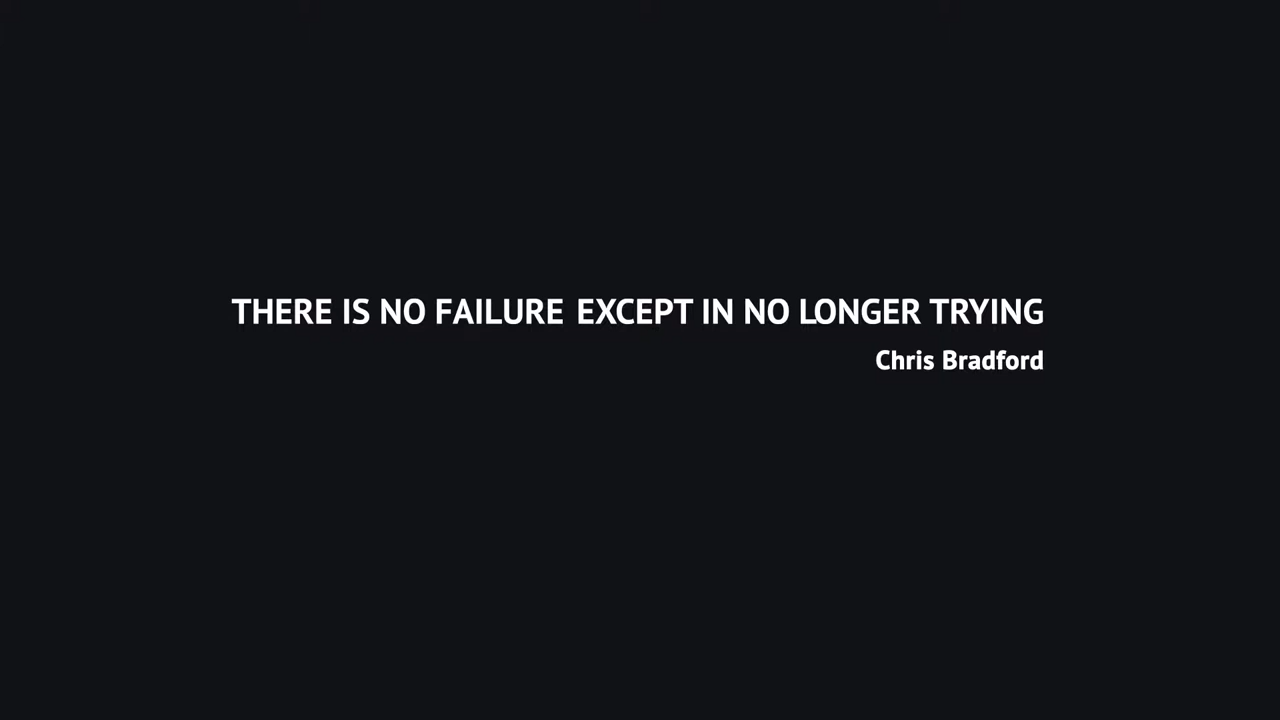 THERE IS NO FAILURE EXCEPT IN NO LONGER TRYING
Chris Bradford